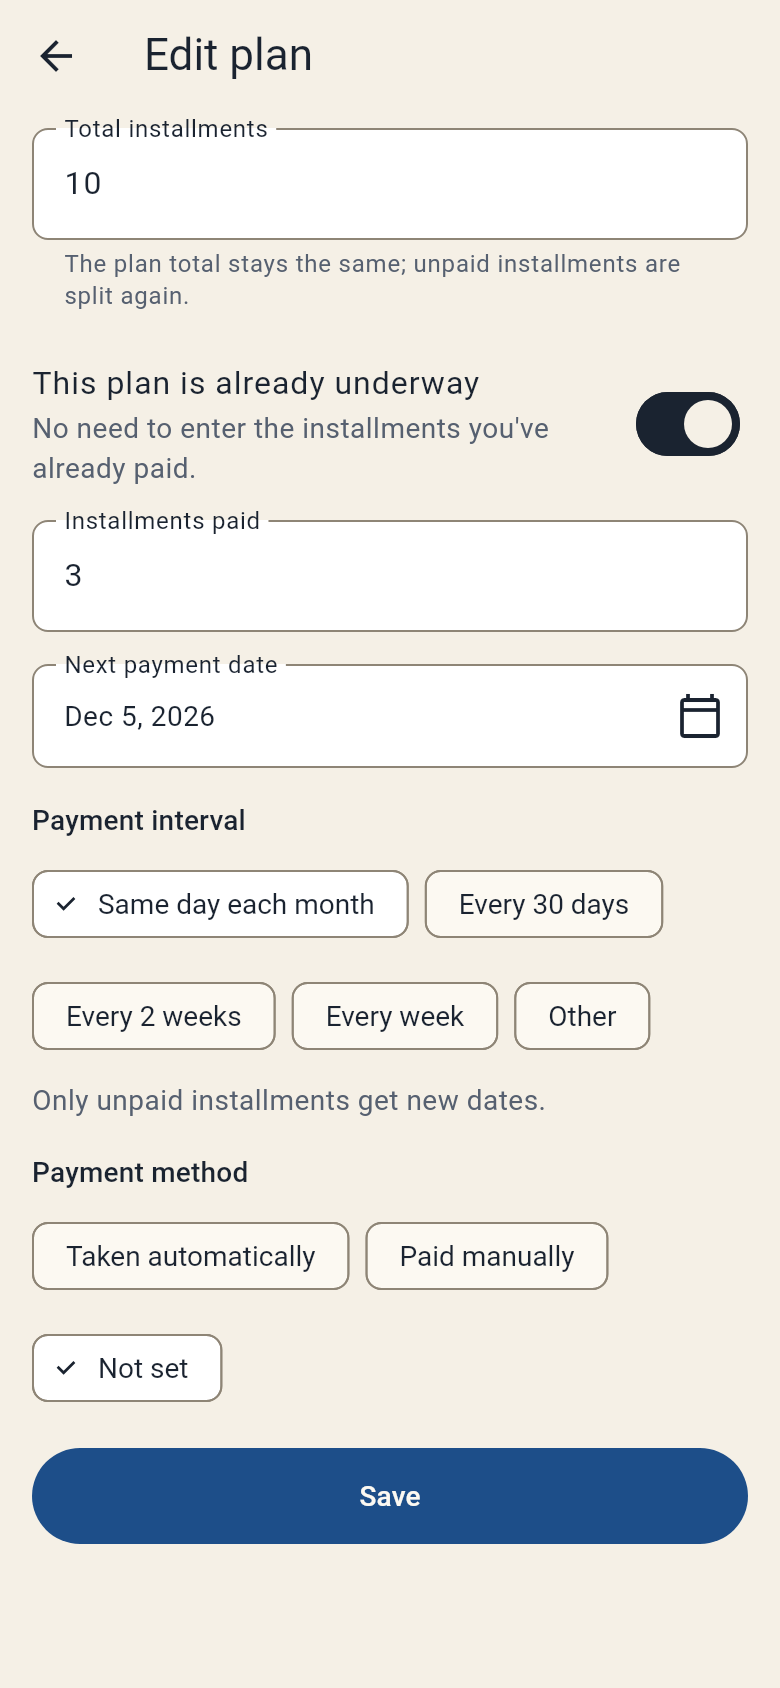 Edit plan
Total installments
10
The plan total stays the same; unpaid installments are
split again.
This plan is already underway
No need to enter the installments you've
already paid.
Installments paid
3
Next payment date
Dec 5, 2026
Payment interval
Same day each month
Every 30 days
Every 2 weeks
Every week
Other
Only unpaid installments get new dates.
Payment method
Taken automatically
Paid manually
Not set
Save